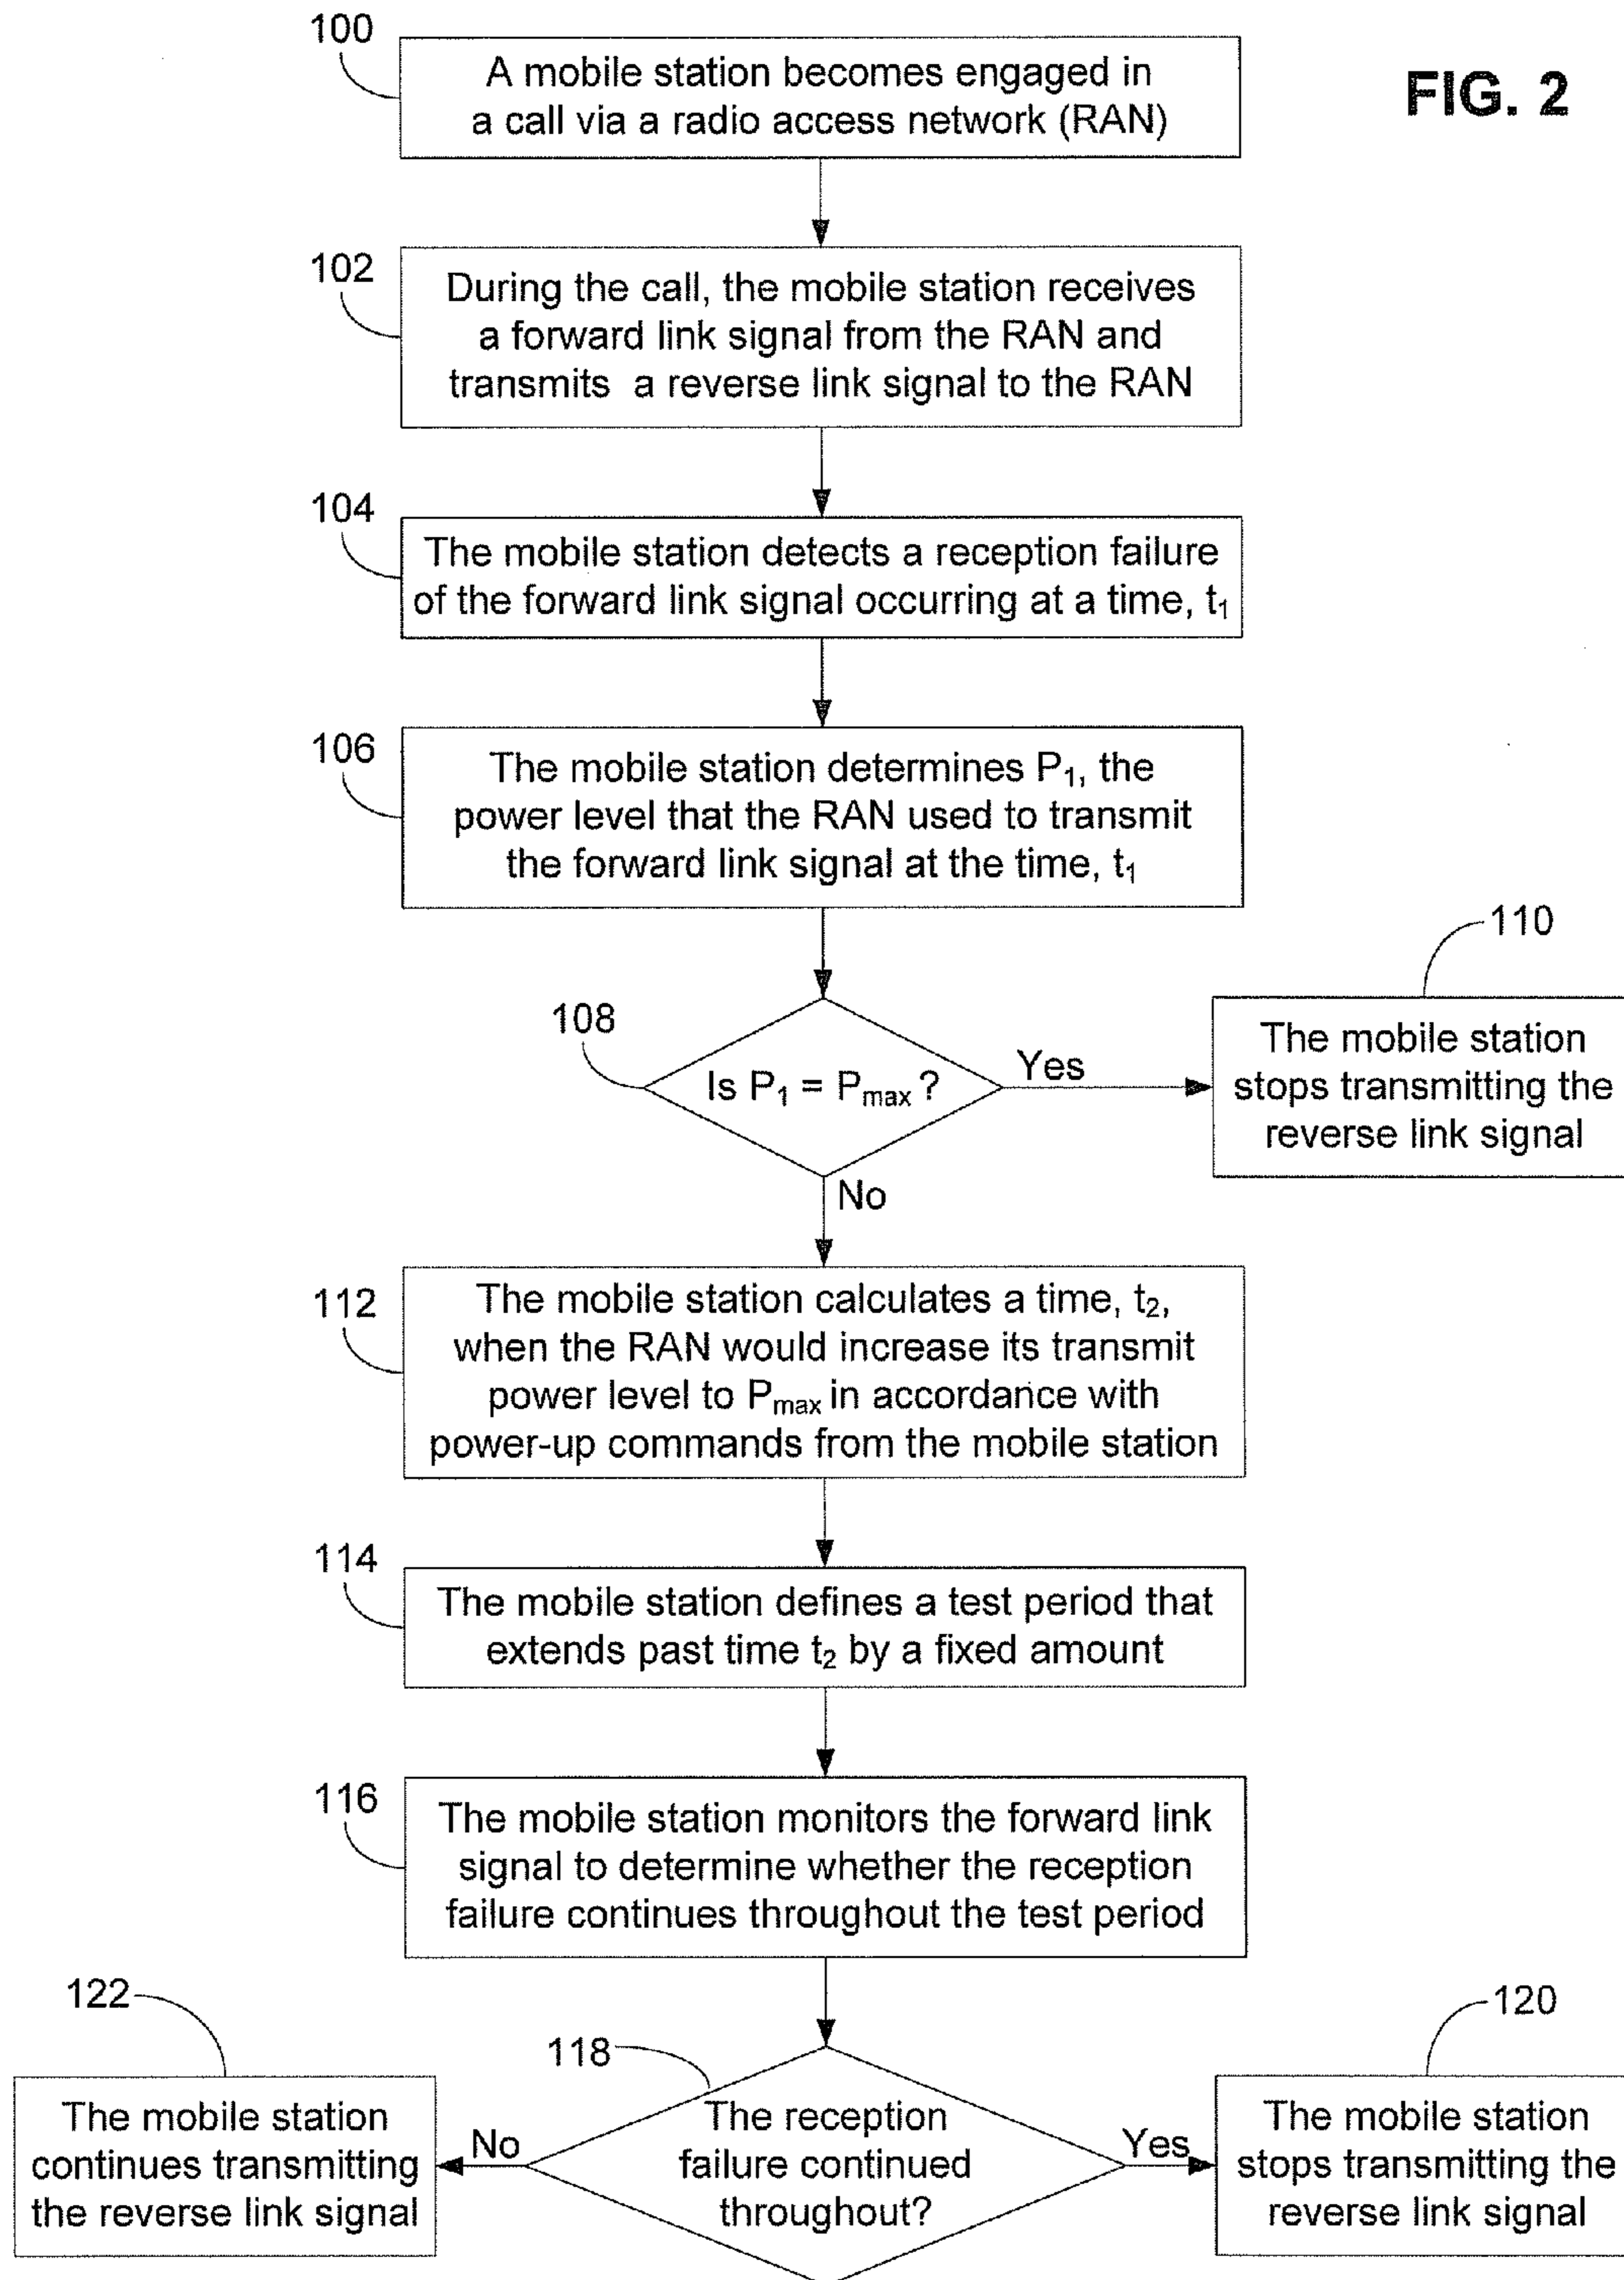 100
A mobile station becomes engaged in
a call via a radio access network (RAN)
FIG. 2
102
During the call, the mobile station receives
a forward link signal from the RAN and
transmits a reverse link signal to the RAN
104
The mobile station detects a reception failure
of the forward link signal occurring at a time, t₁
106
The mobile station determines P₁, the
power level that the RAN used to transmit
the forward link signal at the time, t₁
108
Is P₁ = Pmax ?
Yes
110
The mobile station
stops transmitting the
reverse link signal
No
112
The mobile station calculates a time, t₂,
when the RAN would increase its transmit
power level to Pmax in accordance with
power-up commands from the mobile station
114
The mobile station defines a test period that
extends past time t₂ by a fixed amount
116
The mobile station monitors the forward link
signal to determine whether the reception
failure continues throughout the test period
118
The reception
failure continued
throughout?
No
122
The mobile station
continues transmitting
the reverse link signal
Yes
120
The mobile station
stops transmitting the
reverse link signal